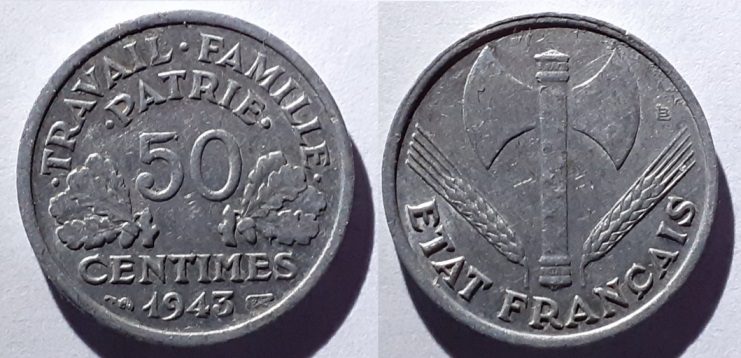 ·TRAVAIL·FAMILLE·
·PATRIE·
50
CENTIMES
1943
ETAT FRANÇAIS